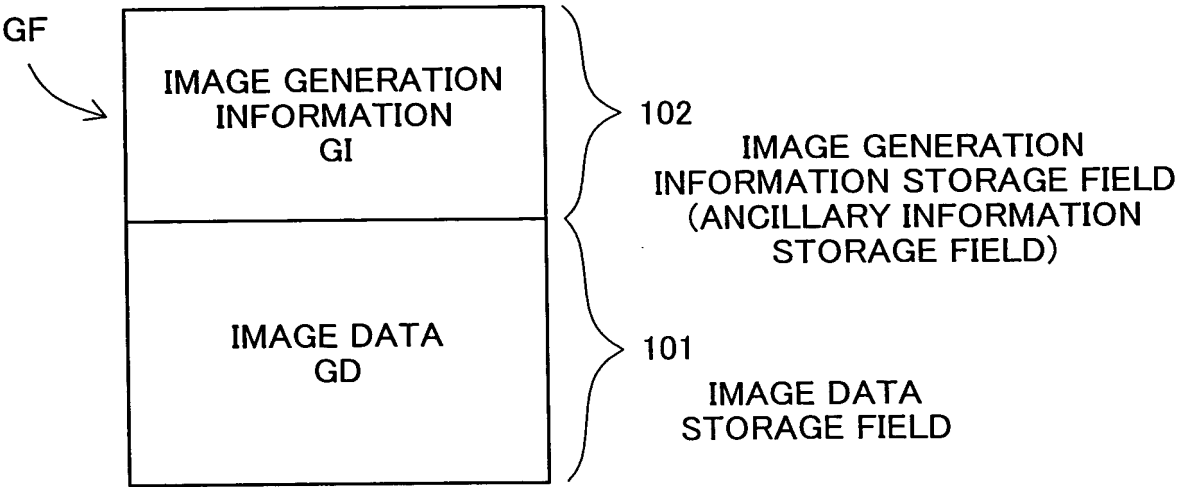 GF
IMAGE GENERATION
INFORMATION
GI
102
IMAGE GENERATION
INFORMATION STORAGE FIELD
(ANCILLARY INFORMATION
STORAGE FIELD)
IMAGE DATA
GD
101
IMAGE DATA
STORAGE FIELD